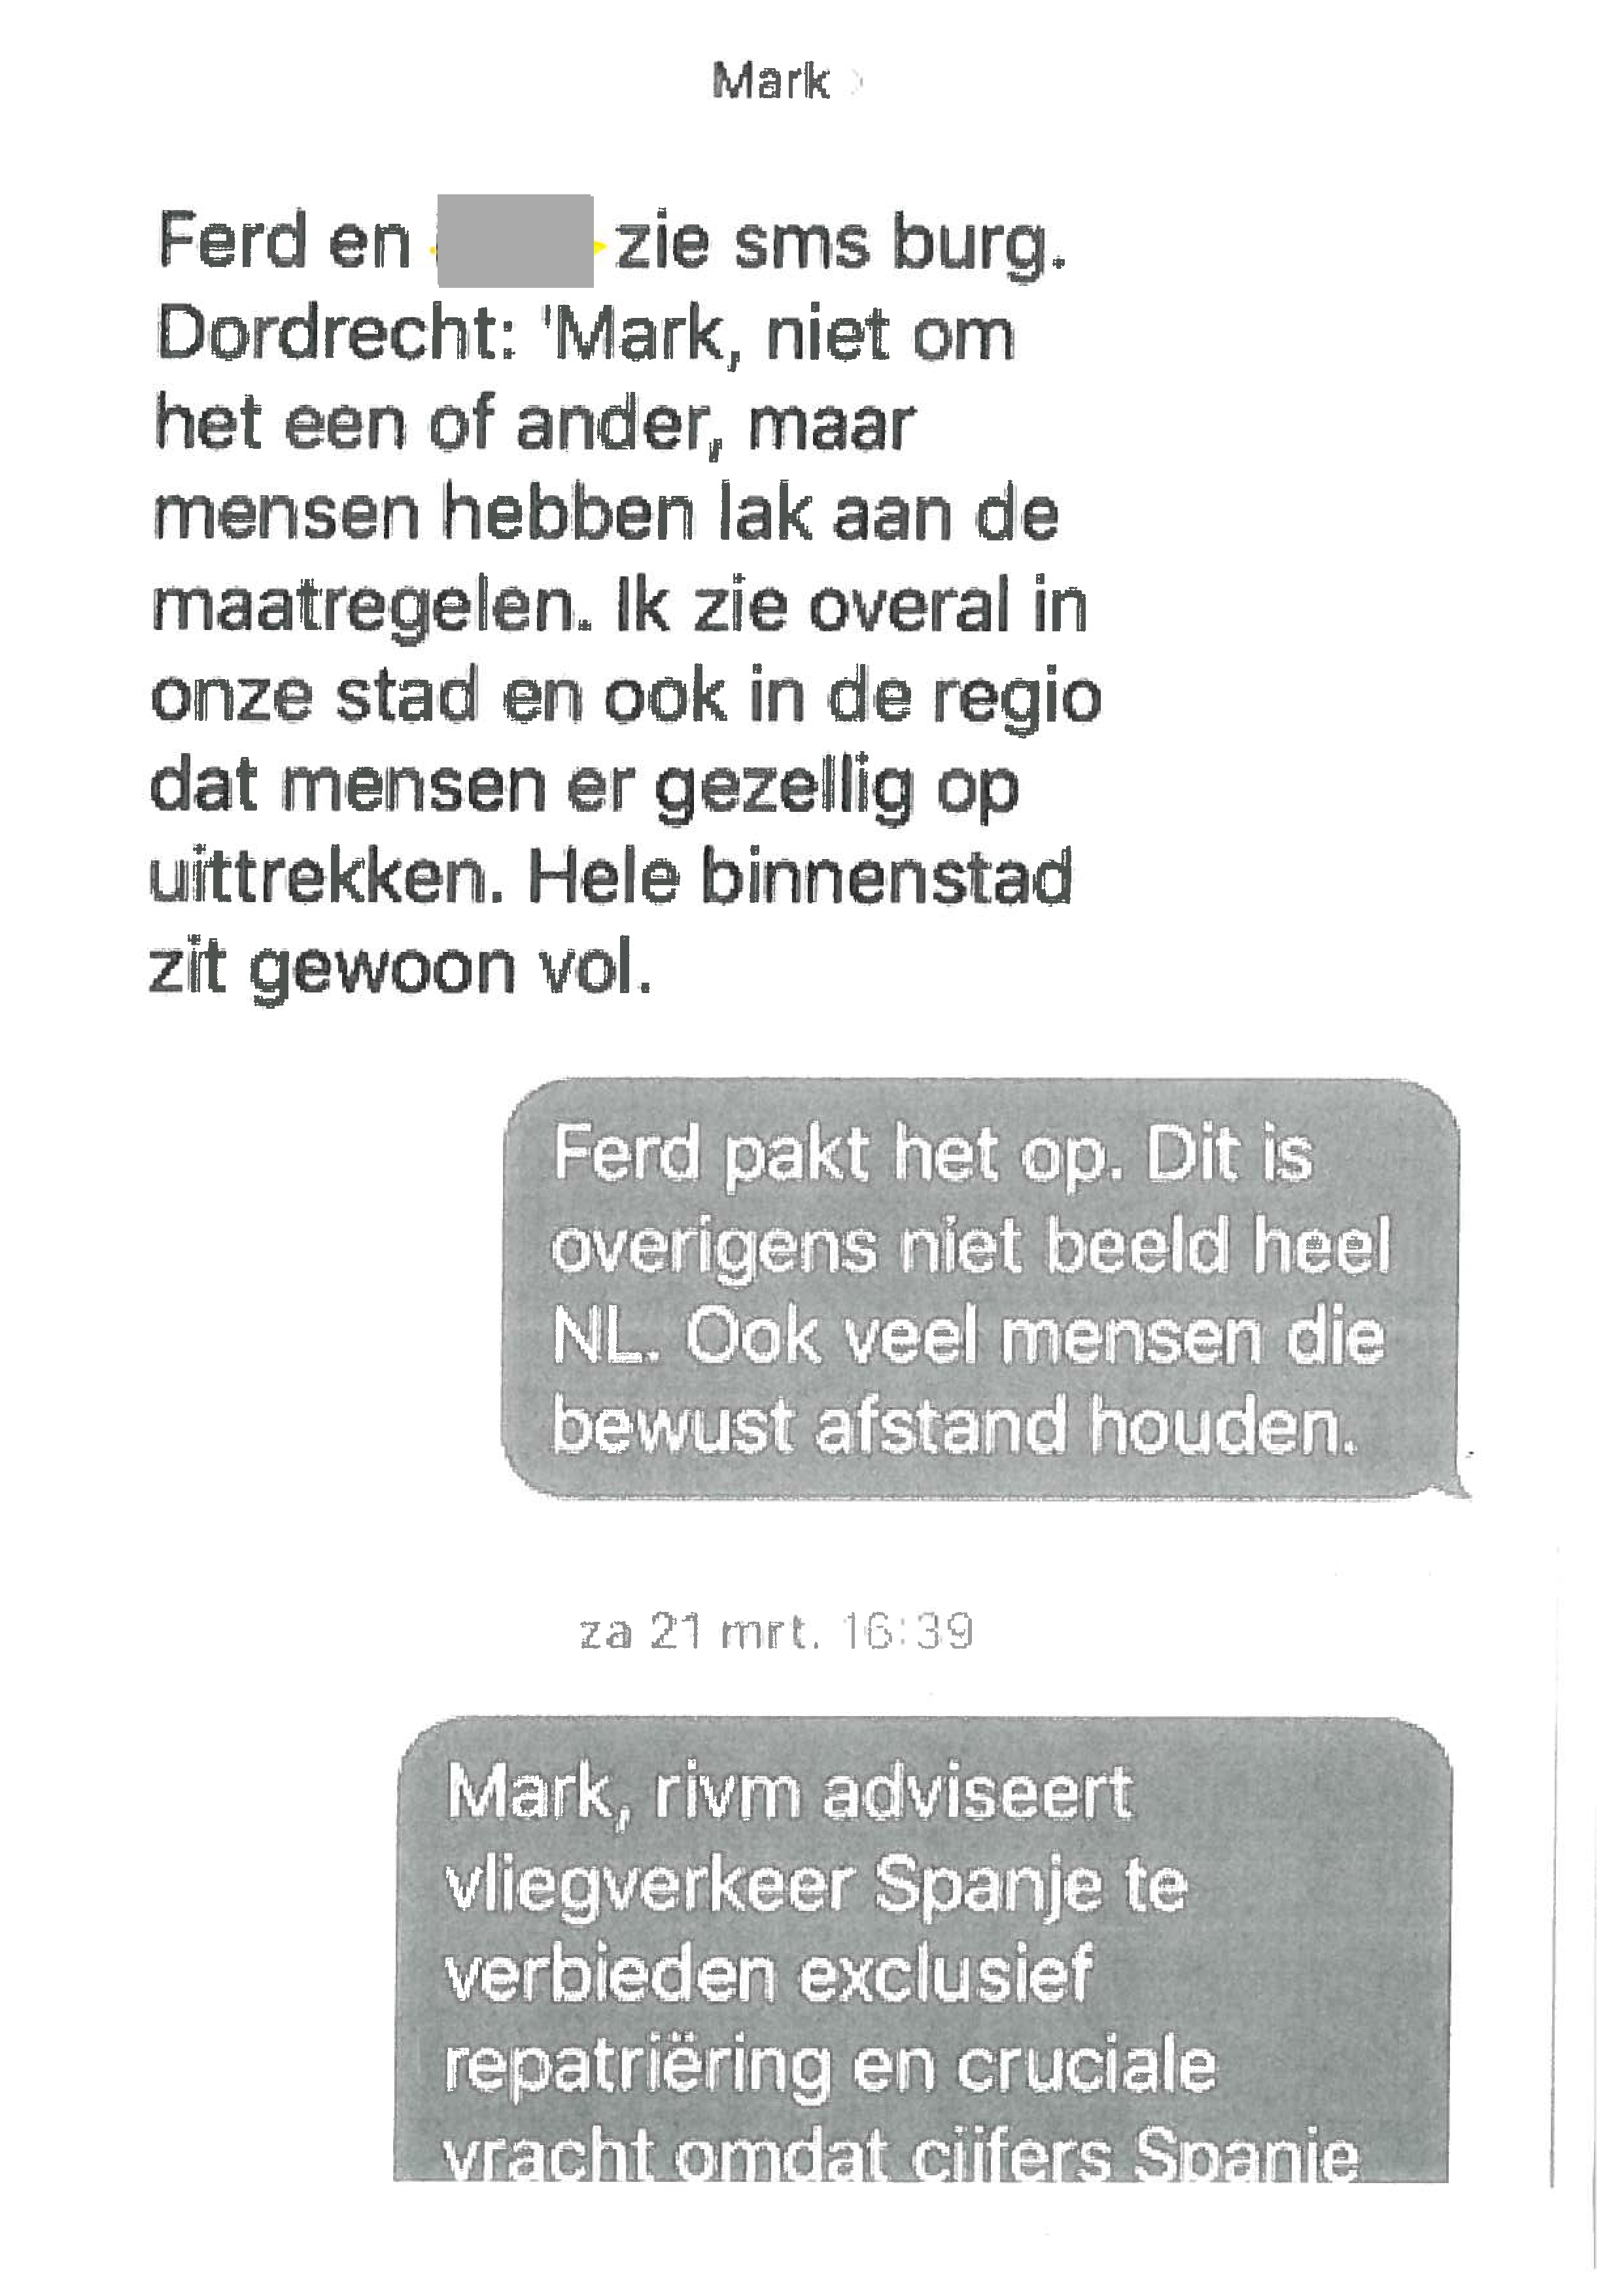 Mark
Ferd en zie sms burg.
Dordrecht: 'Mark, niet om
het een of ander, maar
mensen hebben lak aan de
maatregelen. Ik zie overal in
onze stad en ook in de regio
dat mensen er gezellig op
uittrekken. Hele binnenstad
zit gewoon vol.
Ferd pakt het op. Dit is
overigens niet beeld heel
NL. Ook veel mensen die
bewust afstand houden.
za 21 mrt. 16:39
Mark, rivm adviseert
vliegverkeer Spanje te
verbieden exclusief
repatriëring en cruciale
vracht omdat cijfers Spanje